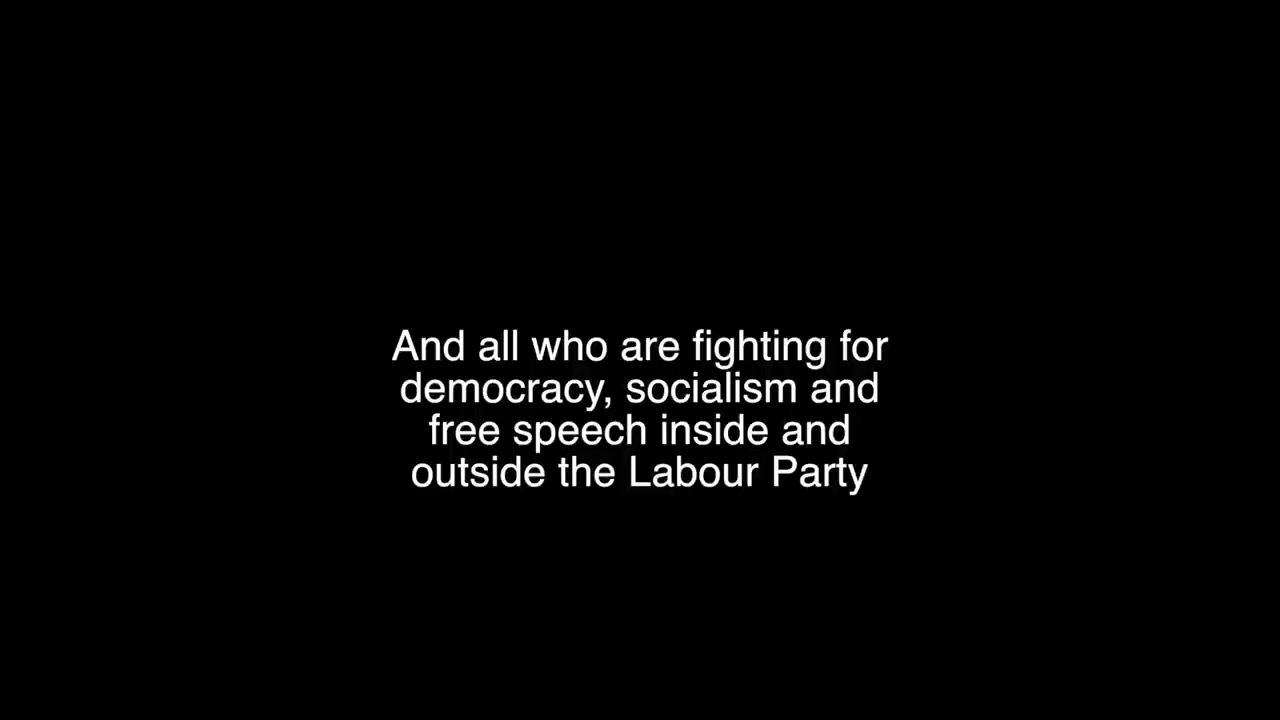 And all who are fighting for
democracy, socialism and
free speech inside and
outside the Labour Party